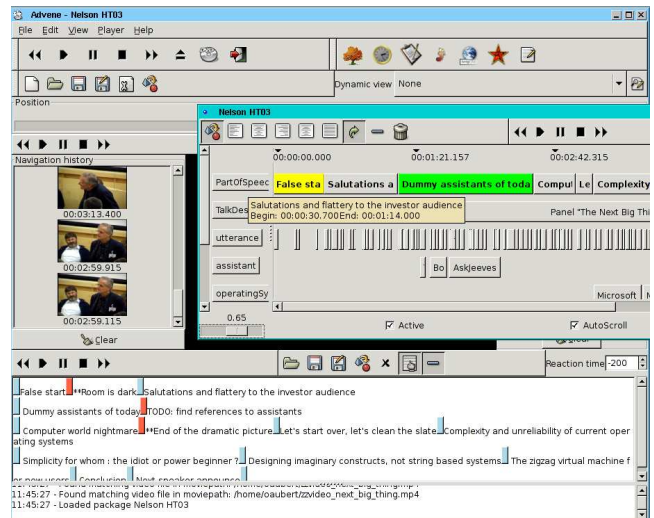 Advene - Nelson HT03
File Edit View Player Help
Dynamic view None
Position
Nelson HT03
Navigation history
00:00:00.000 00:01:21.157 00:02:42.315
PartOfSpeec False sta Salutations a Dummy assistants of toda Comput Le Complexity
Salutations and flattery to the investor audience
Begin: 00:00:30.700End: 00:01:14.000
TalkDes Panel "The Next Big Thi
00:03:13.400
utterance
assistant Bo AskJeeves
00:02:59.915
operatingSy Microsoft
0.65
00:02:59.115
Active AutoScroll
Clear
Reaction time -200
False start **Room is dark Salutations and flattery to the investor audience
Dummy assistants of today TODO: find references to assistants
Computer world nightmare **End of the dramatic picture Let's start over, let's clean the slate Complexity and unreliability of current oper
ating systems
Simplicity for whom : the idiot or power beginner ? Designing imaginary constructs, not string based systems The zigzag virtual machine f
or new users Conclusion Next speaker announce
11:45:27 - Found matching video file in moviepath: /home/oaubert/zzvideo_next_big_thing.mp4
11:45:27 - Loaded package Nelson HT03